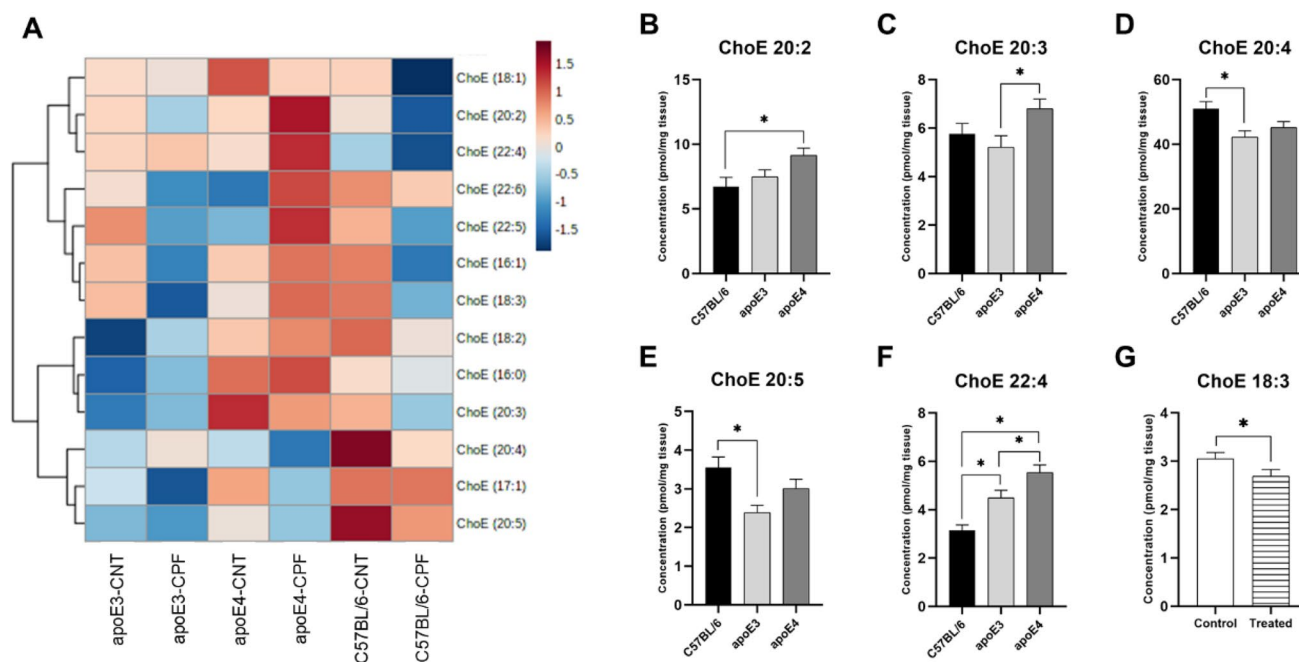 A
1.5
1
0.5
0
-0.5
-1
-1.5
ChoE (18:1)
ChoE (20:2)
ChoE (22:4)
ChoE (22:6)
ChoE (22:5)
ChoE (16:1)
ChoE (18:3)
ChoE (18:2)
ChoE (16:0)
ChoE (20:3)
ChoE (20:4)
ChoE (17:1)
ChoE (20:5)
apoE3-CNT
apoE3-CPF
apoE4-CNT
apoE4-CPF
C57BL/6-CNT
C57BL/6-CPF
B
ChoE 20:2
Concentration (pmol/mg tissue)
15
10
5
0
*
C57BL/6
apoE3
apoE4
C
ChoE 20:3
Concentration (pmol/mg tissue)
8
6
4
2
0
*
C57BL/6
apoE3
apoE4
D
ChoE 20:4
Concentration (pmol/mg tissue)
60
40
20
0
*
C57BL/6
apoE3
apoE4
E
ChoE 20:5
Concentration (pmol/mg tissue)
5
4
3
2
1
0
*
C57BL/6
apoE3
apoE4
F
ChoE 22:4
Concentration (pmol/mg tissue)
8
6
4
2
0
*
*
*
C57BL/6
apoE3
apoE4
G
ChoE 18:3
Concentration (pmol/mg tissue)
4
3
2
1
0
*
Control
Treated